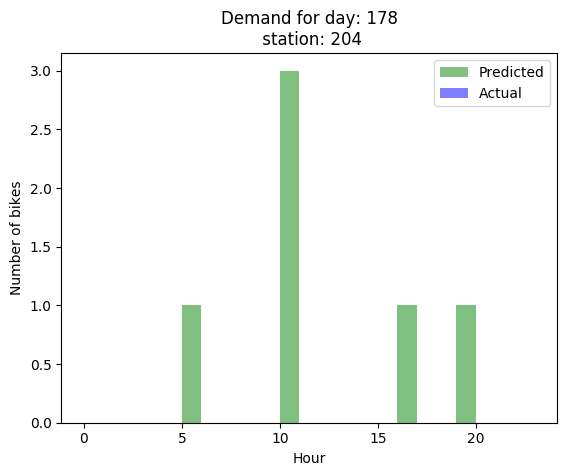 Demand for day: 178
station: 204
Predicted
Actual
3.0
2.5
2.0
1.5
1.0
0.5
0.0
Number of bikes
0 5 10 15 20
Hour